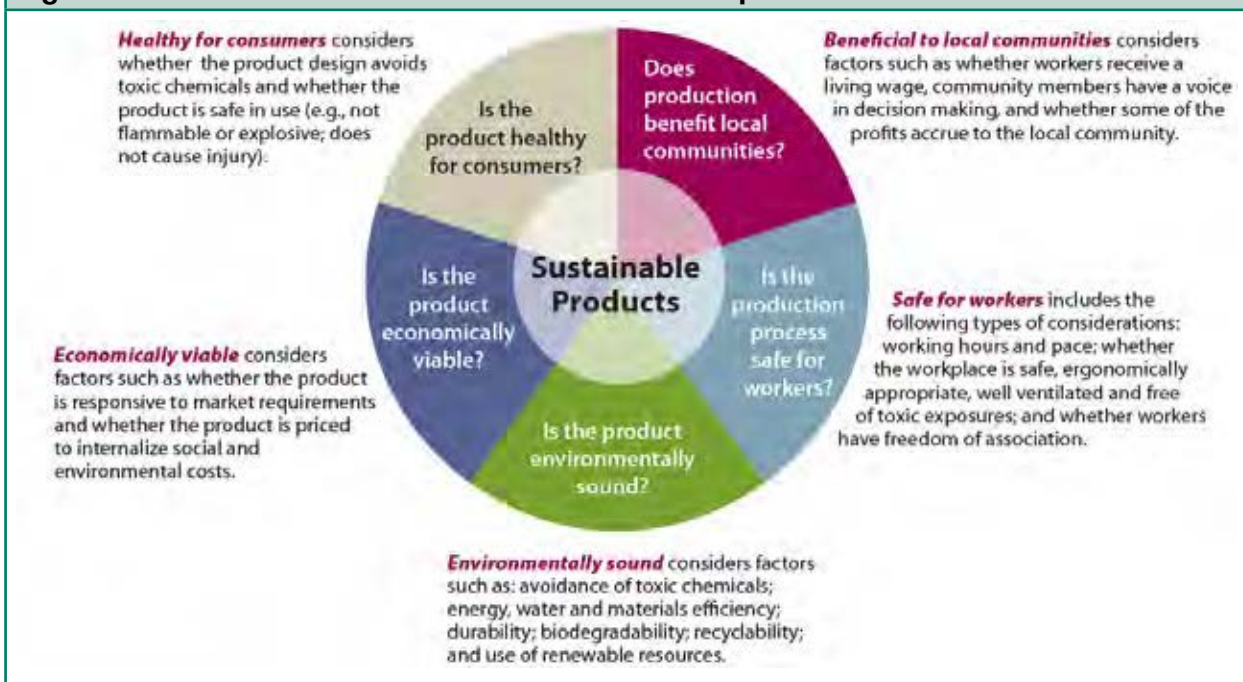 Healthy for consumers considers
whether the product design avoids
toxic chemicals and whether the
product is safe in use (e.g., not
flammable or explosive; does
not cause injury).
Is the
product healthy
for consumers?
Does
production
benefit local
communities?
Beneficial to local communities considers
factors such as whether workers receive a
living wage, community members have a voice
in decision making, and whether some of the
profits accrue to the local community.
Is the
product
economically
viable?
Sustainable
Products
Is the
production
process
safe for
workers?
Safe for workers includes the
following types of considerations:
working hours and pace; whether
the workplace is safe, ergonomically
appropriate, well ventilated and free
of toxic exposures; and whether workers
have freedom of association.
Economically viable considers
factors such as whether the product
is responsive to market requirements
and whether the product is priced
to internalize social and
environmental costs.
Is the product
environmentally
sound?
Environmentally sound considers factors
such as: avoidance of toxic chemicals;
energy, water and materials efficiency;
durability; biodegradability; recyclability;
and use of renewable resources.